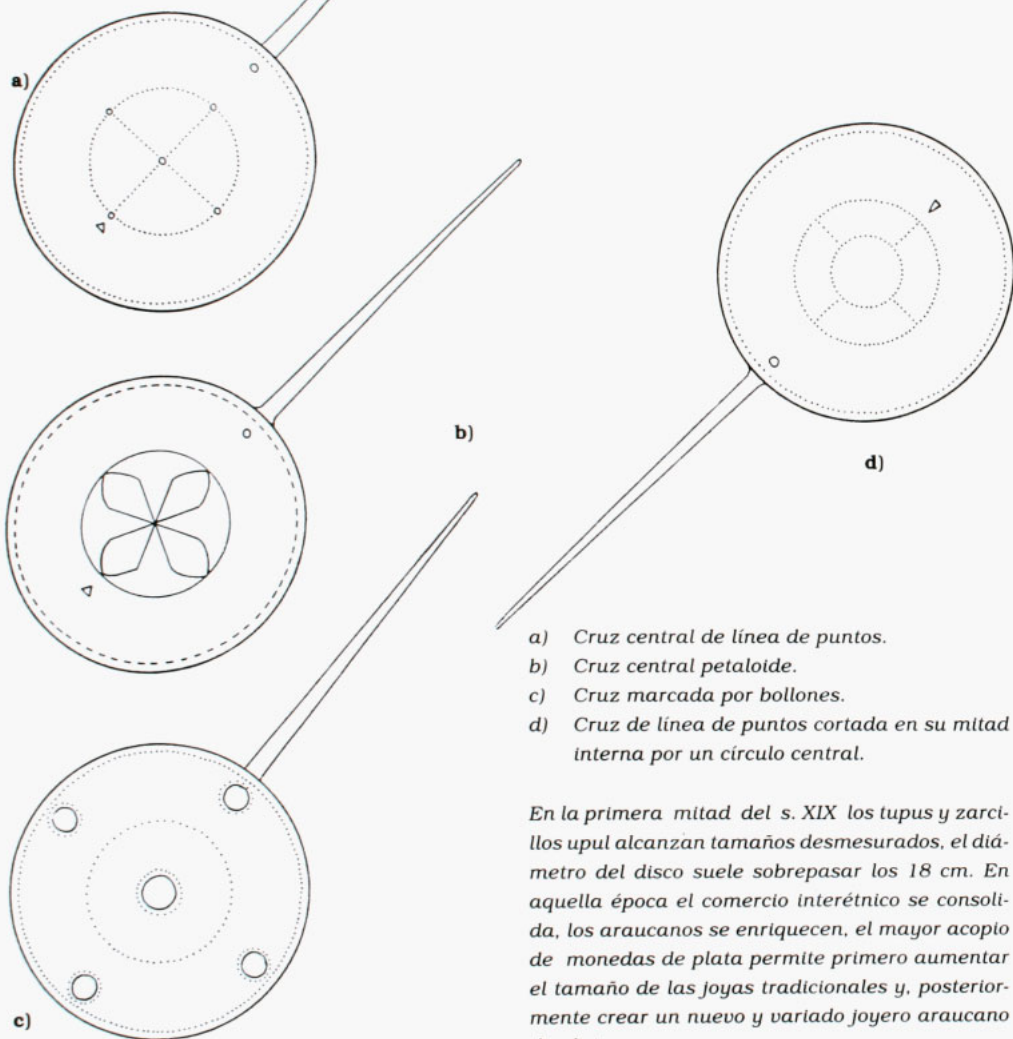 a)
b)
d)
c)
a) Cruz central de línea de puntos.
b) Cruz central petaloide.
c) Cruz marcada por bollones.
d) Cruz de línea de puntos cortada en su mitad
interna por un círculo central.
En la primera mitad del s. XIX los tupus y zarci-
llos upul alcanzan tamaños desmesurados, el diá-
metro del disco suele sobrepasar los 18 cm. En
aquella época el comercio interétnico se consoli-
da, los araucanos se enriquecen, el mayor acopio
de monedas de plata permite primero aumentar
el tamaño de las joyas tradicionales y, posterior-
mente crear un nuevo y variado joyero araucano